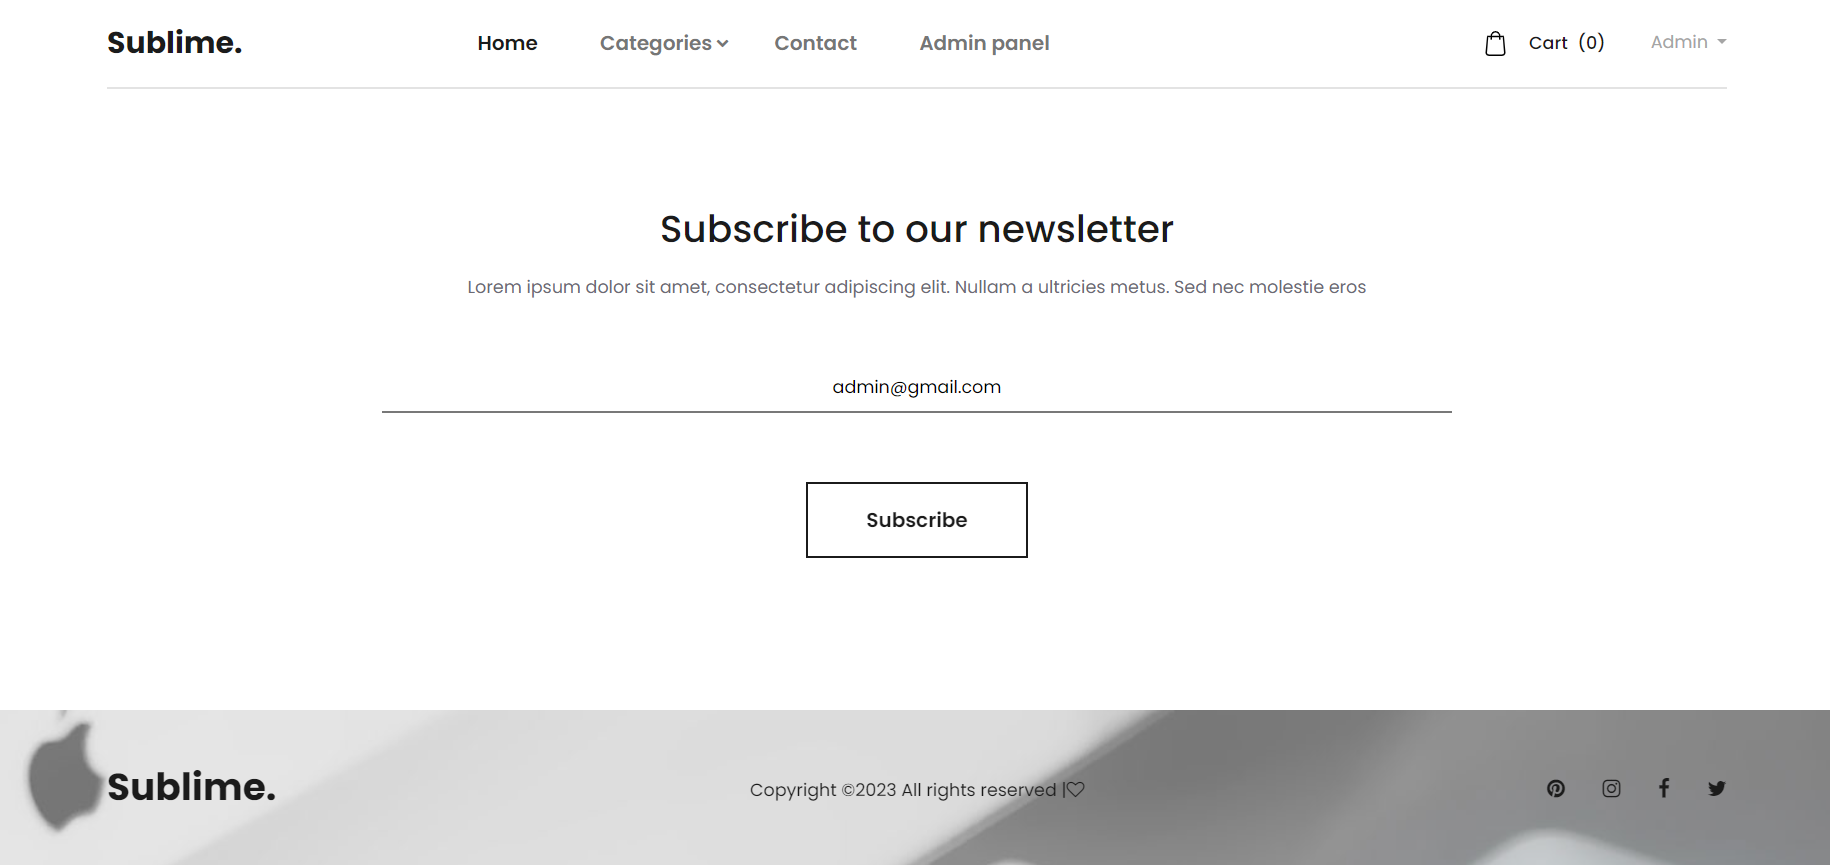 Sublime. Home Categories Contact Admin panel Cart (0) Admin
Subscribe to our newsletter
Lorem ipsum dolor sit amet, consectetur adipiscing elit. Nullam a ultricies metus. Sed nec molestie eros
admin@gmail.com
Subscribe
Sublime. Copyright ©2023 All rights reserved |